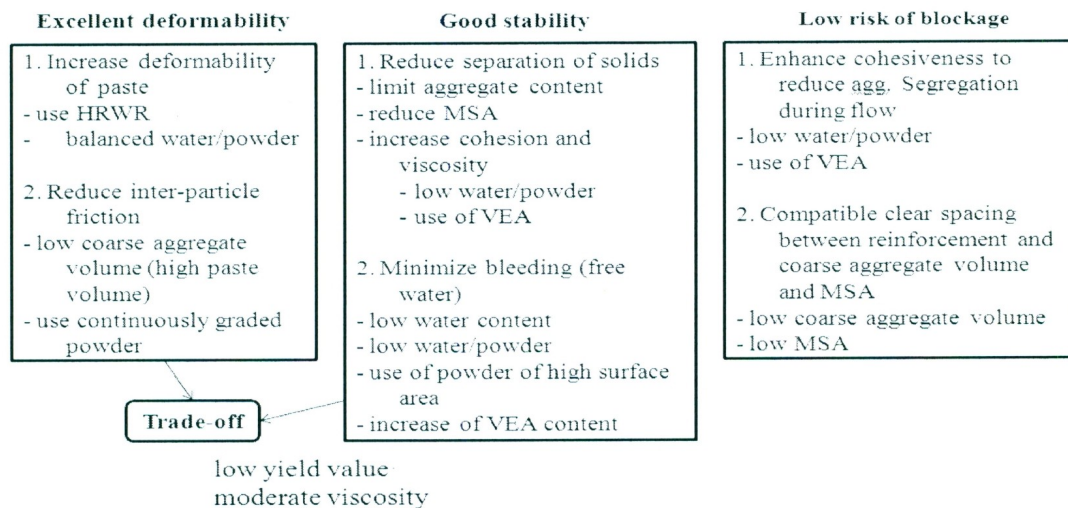 Excellent deformability
1. Increase deformability
of paste
- use HRWR
- balanced water/powder
2. Reduce inter-particle
friction
- low coarse aggregate
volume (high paste
volume)
- use continuously graded
powder
Good stability
1. Reduce separation of solids
- limit aggregate content
- reduce MSA
- increase cohesion and
viscosity
- low water/powder
- use of VEA
2. Minimize bleeding (free
water)
- low water content
- low water/powder
- use of powder of high surface
area
- increase of VEA content
Low risk of blockage
1. Enhance cohesiveness to
reduce agg. Segregation
during flow
- low water/powder
- use of VEA
2. Compatible clear spacing
between reinforcement and
coarse aggregate volume
and MSA
- low coarse aggregate volume
- low MSA
Trade-off
low yield value
moderate viscosity